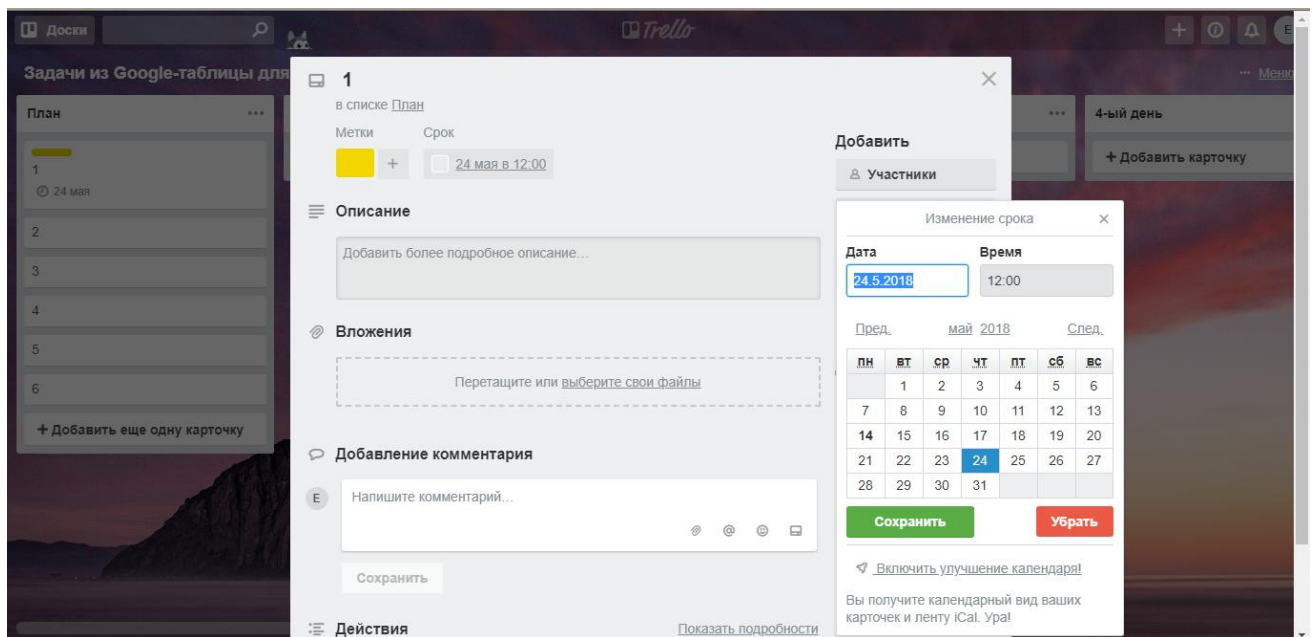 Доски
Trello
E
Задачи из Google-таблицы для
Меню
План
1
24 мая
2
3
4
5
6
+ Добавить еще одну карточку
4-ый день
+ Добавить карточку
1
в списке План
Метки Срок
+ 24 мая в 12:00
Описание
Добавить более подробное описание...
Вложения
Перетащите или выберите свои файлы
Добавление комментария
E
Напишите комментарий...
Сохранить
Действия Показать подробности
Добавить
Участники
Изменение срока
Дата Время
24.5.2018 12:00
Пред. май 2018 След.
пн вт ср чт пт сб вс
1 2 3 4 5 6
7 8 9 10 11 12 13
14 15 16 17 18 19 20
21 22 23 24 25 26 27
28 29 30 31
Сохранить Убрать
Включить улучшение календаря!
Вы получите календарный вид ваших
карточек и ленту iCal. Ура!